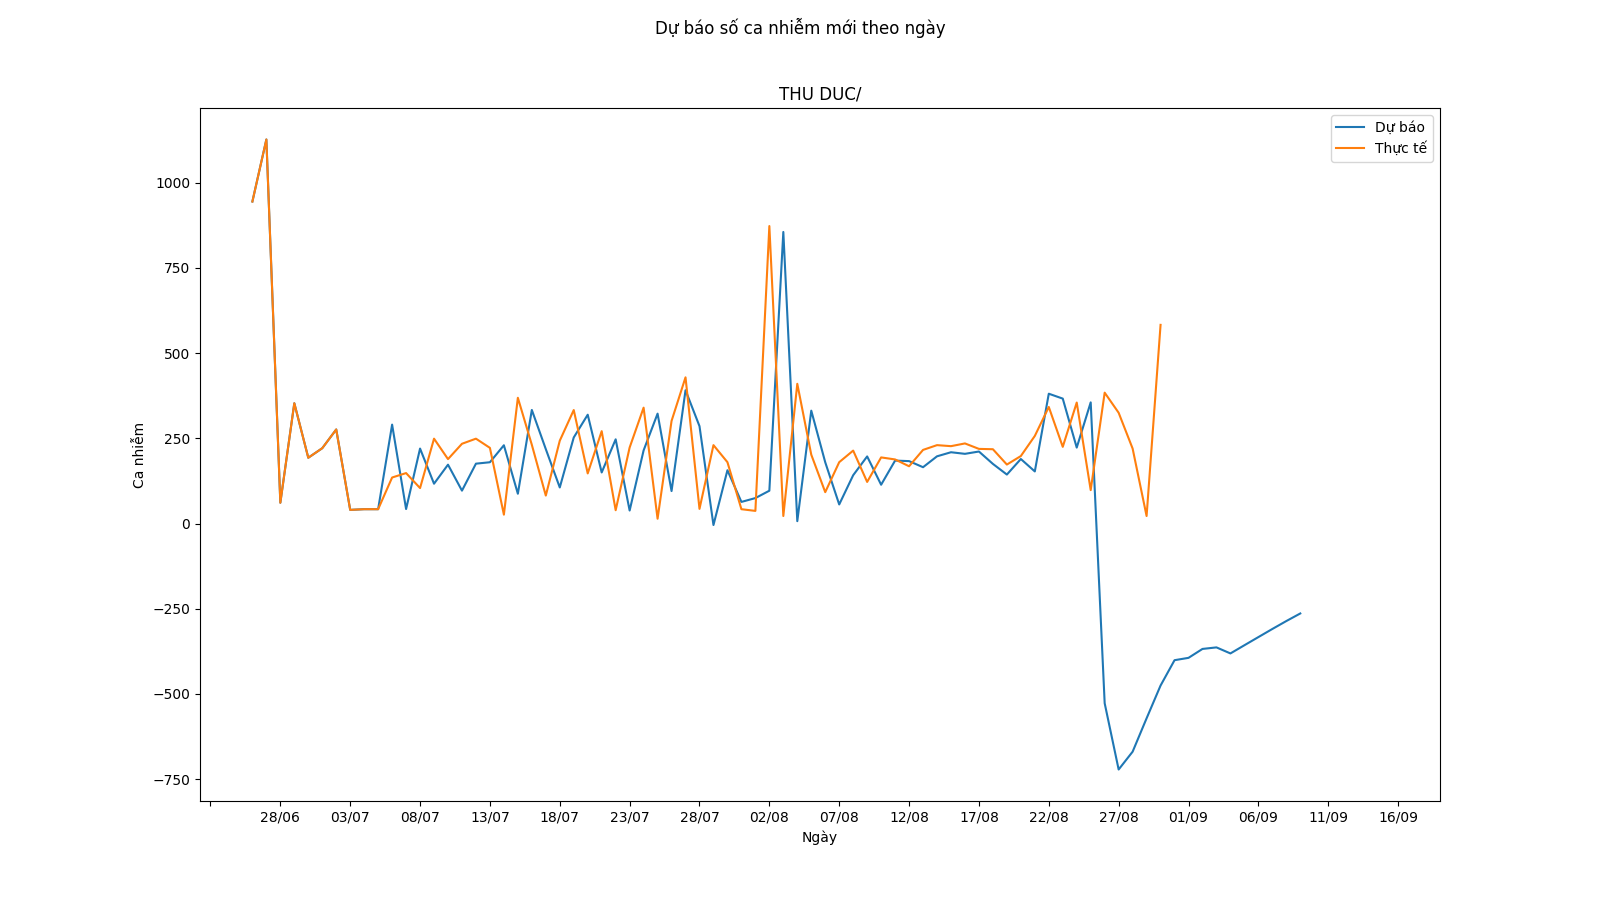 Dự báo số ca nhiễm mới theo ngày
THU DUC/
Dự báo
Thực tế
1000
750
500
250
0
−250
−500
−750
Ca nhiễm
28/06 03/07 08/07 13/07 18/07 23/07 28/07 02/08 07/08 12/08 17/08 22/08 27/08 01/09 06/09 11/09 16/09
Ngày